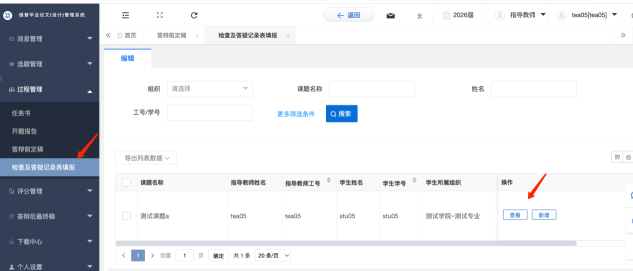 维普毕业论文(设计)管理系统
返回
2026届
指导教师
tea05[tea05]
消息管理
选题管理
过程管理
任务书
开题报告
答辩前定稿
检查及答疑记录表填报
评分管理
答辩后最终稿
下载中心
个人设置
首页
答辩前定稿
检查及答疑记录表填报
编辑
组织
请选择
课题名称
姓名
工号/学号
更多筛选条件
搜索
导出列表数据
课题名称 指导教师姓名 指导教师工号 学生姓名 学生学号 学生所属组织 操作
测试课题a tea05 tea05 stu05 stu05 测试学院-测试专业 查看 新增
1 到第 1 页 确定 共 1 条 20 条/页